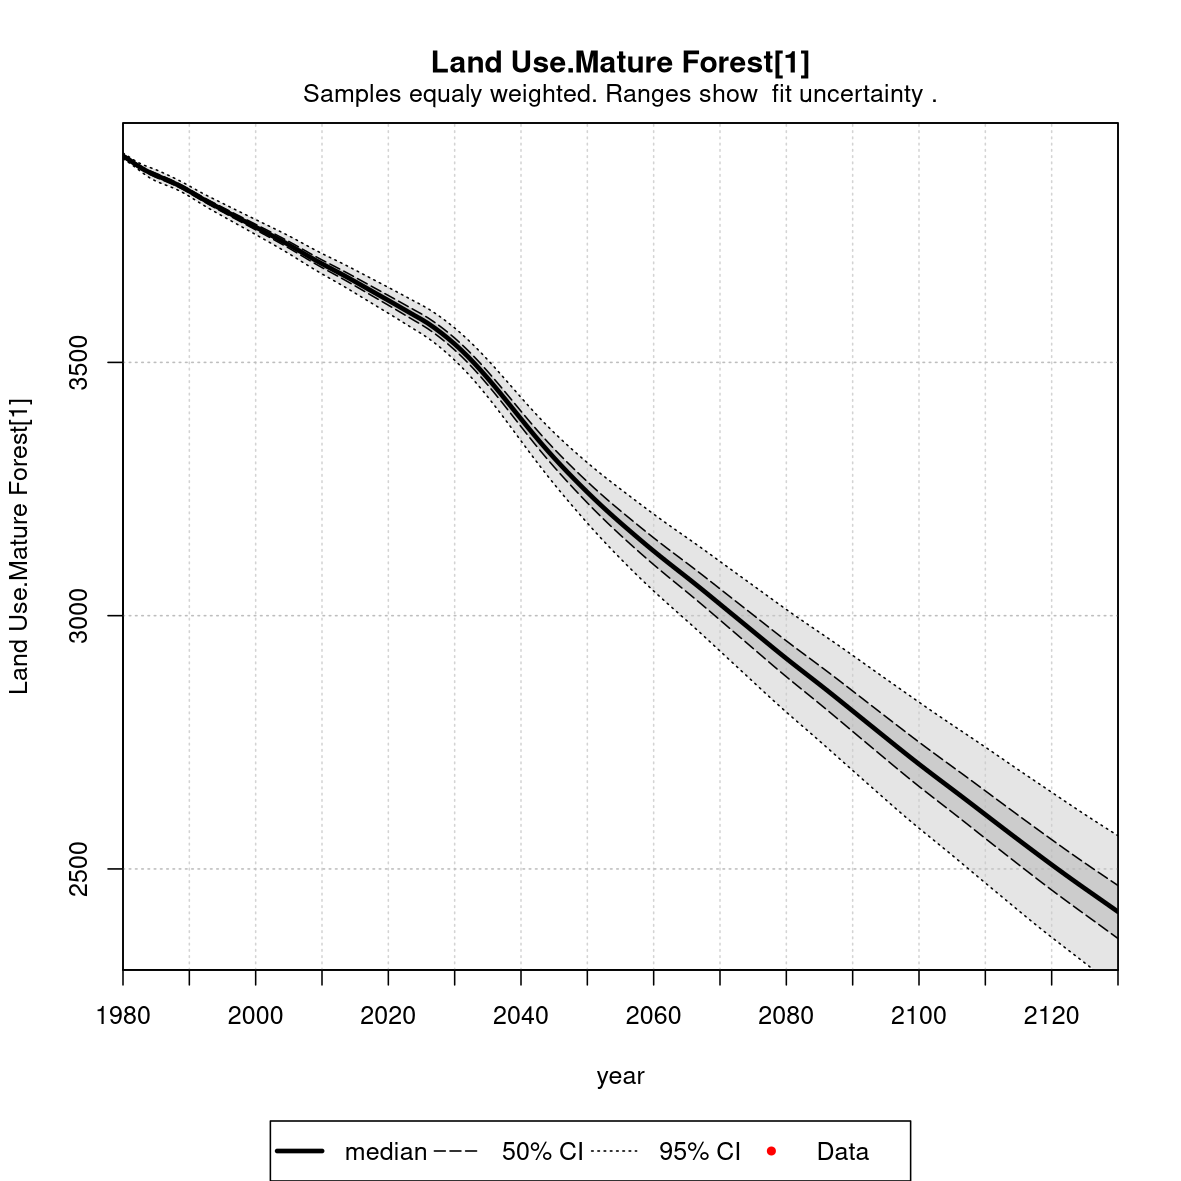 Land Use.Mature Forest[1]
Samples equaly weighted. Ranges show  fit uncertainty .
Land Use.Mature Forest[1]
3500
3000
2500
1980 2000 2020 2040 2060 2080 2100 2120
year
median 50% CI 95% CI Data